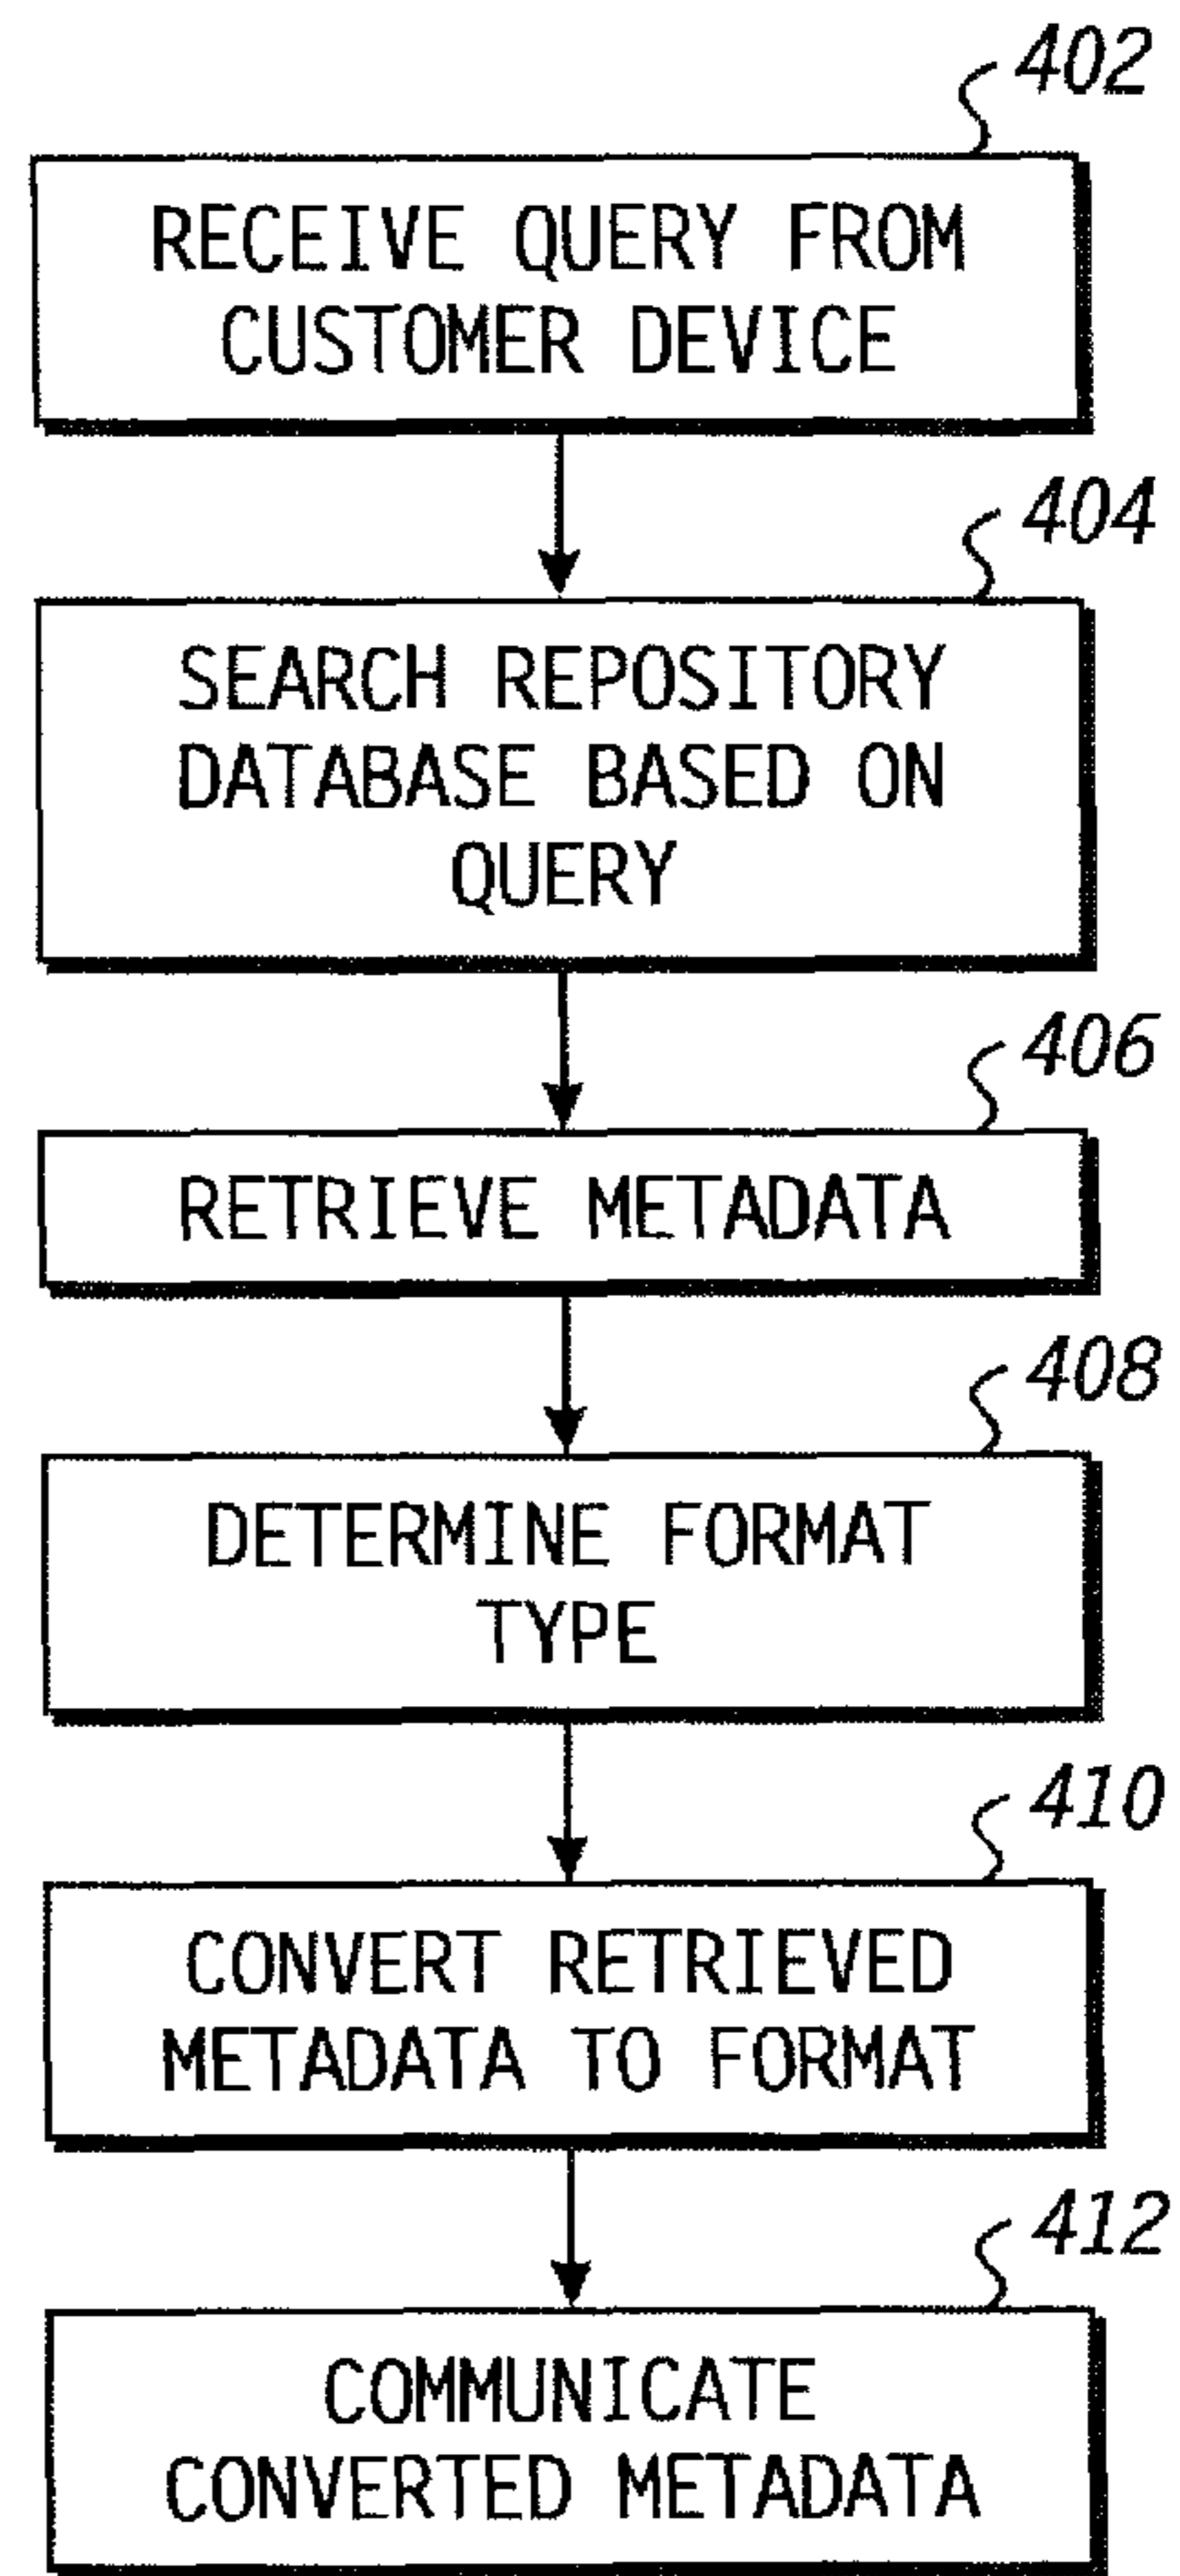 402
RECEIVE QUERY FROM
CUSTOMER DEVICE
404
SEARCH REPOSITORY
DATABASE BASED ON
QUERY
406
RETRIEVE METADATA
408
DETERMINE FORMAT
TYPE
410
CONVERT RETRIEVED
METADATA TO FORMAT
412
COMMUNICATE
CONVERTED METADATA